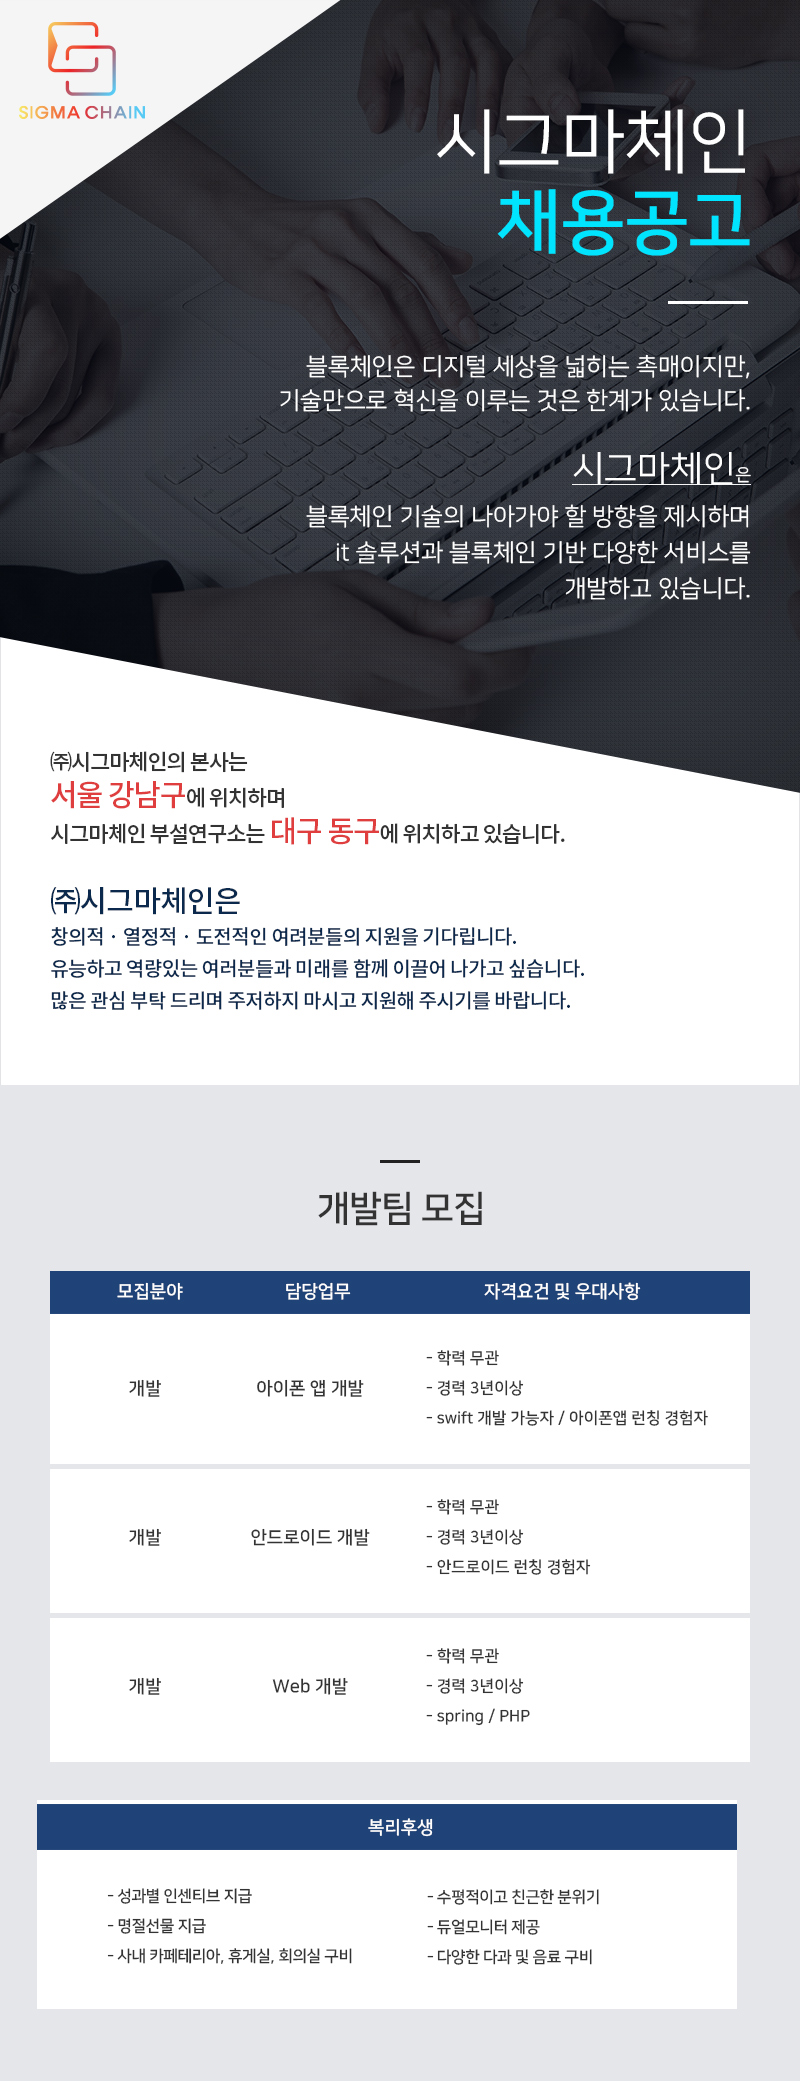 SIGMA CHAIN
시그마체인
채용공고
블록체인은 디지털 세상을 넓히는 촉매이지만,
기술만으로 혁신을 이루는 것은 한계가 있습니다.
시그마체인은
블록체인 기술의 나아가야 할 방향을 제시하며
it 솔루션과 블록체인 기반 다양한 서비스를
개발하고 있습니다.
㈜시그마체인의 본사는
서울 강남구에 위치하며
시그마체인 부설연구소는 대구 동구에 위치하고 있습니다.
㈜시그마체인은
창의적 · 열정적 · 도전적인 여려분들의 지원을 기다립니다.
유능하고 역량있는 여러분들과 미래를 함께 이끌어 나가고 싶습니다.
많은 관심 부탁 드리며 주저하지 마시고 지원해 주시기를 바랍니다.
개발팀 모집
모집분야 담당업무 자격요건 및 우대사항
- 학력 무관
개발 아이폰 앱 개발 - 경력 3년이상
- swift 개발 가능자 / 아이폰앱 런칭 경험자
- 학력 무관
개발 안드로이드 개발 - 경력 3년이상
- 안드로이드 런칭 경험자
- 학력 무관
개발 Web 개발 - 경력 3년이상
- spring / PHP
복리후생
- 성과별 인센티브 지급
- 명절선물 지급
- 사내 카페테리아, 휴게실, 회의실 구비
- 수평적이고 친근한 분위기
- 듀얼모니터 제공
- 다양한 다과 및 음료 구비